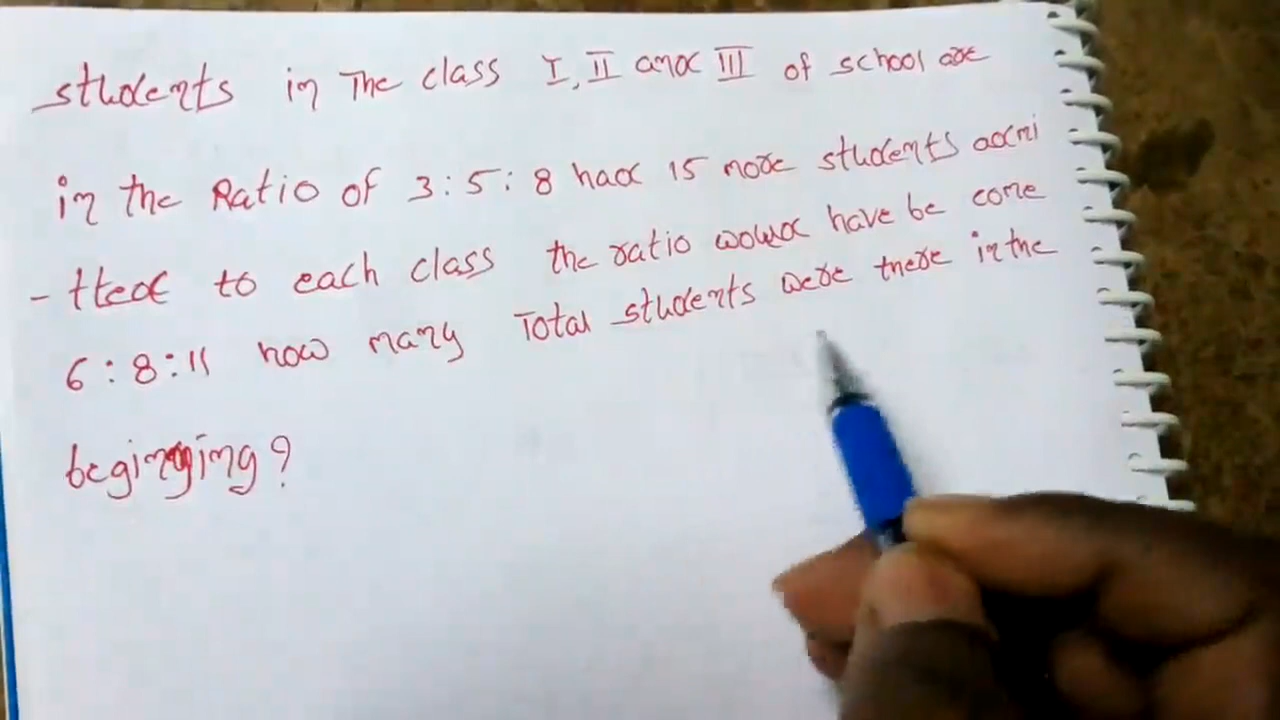 students in The class I, II and III of school are
in the Ratio of 3 : 5 : 8 had 15 more students admi
- tted to each class the ratio would have be come
6 : 8 : 11 how many Total students were there in the
beginging?